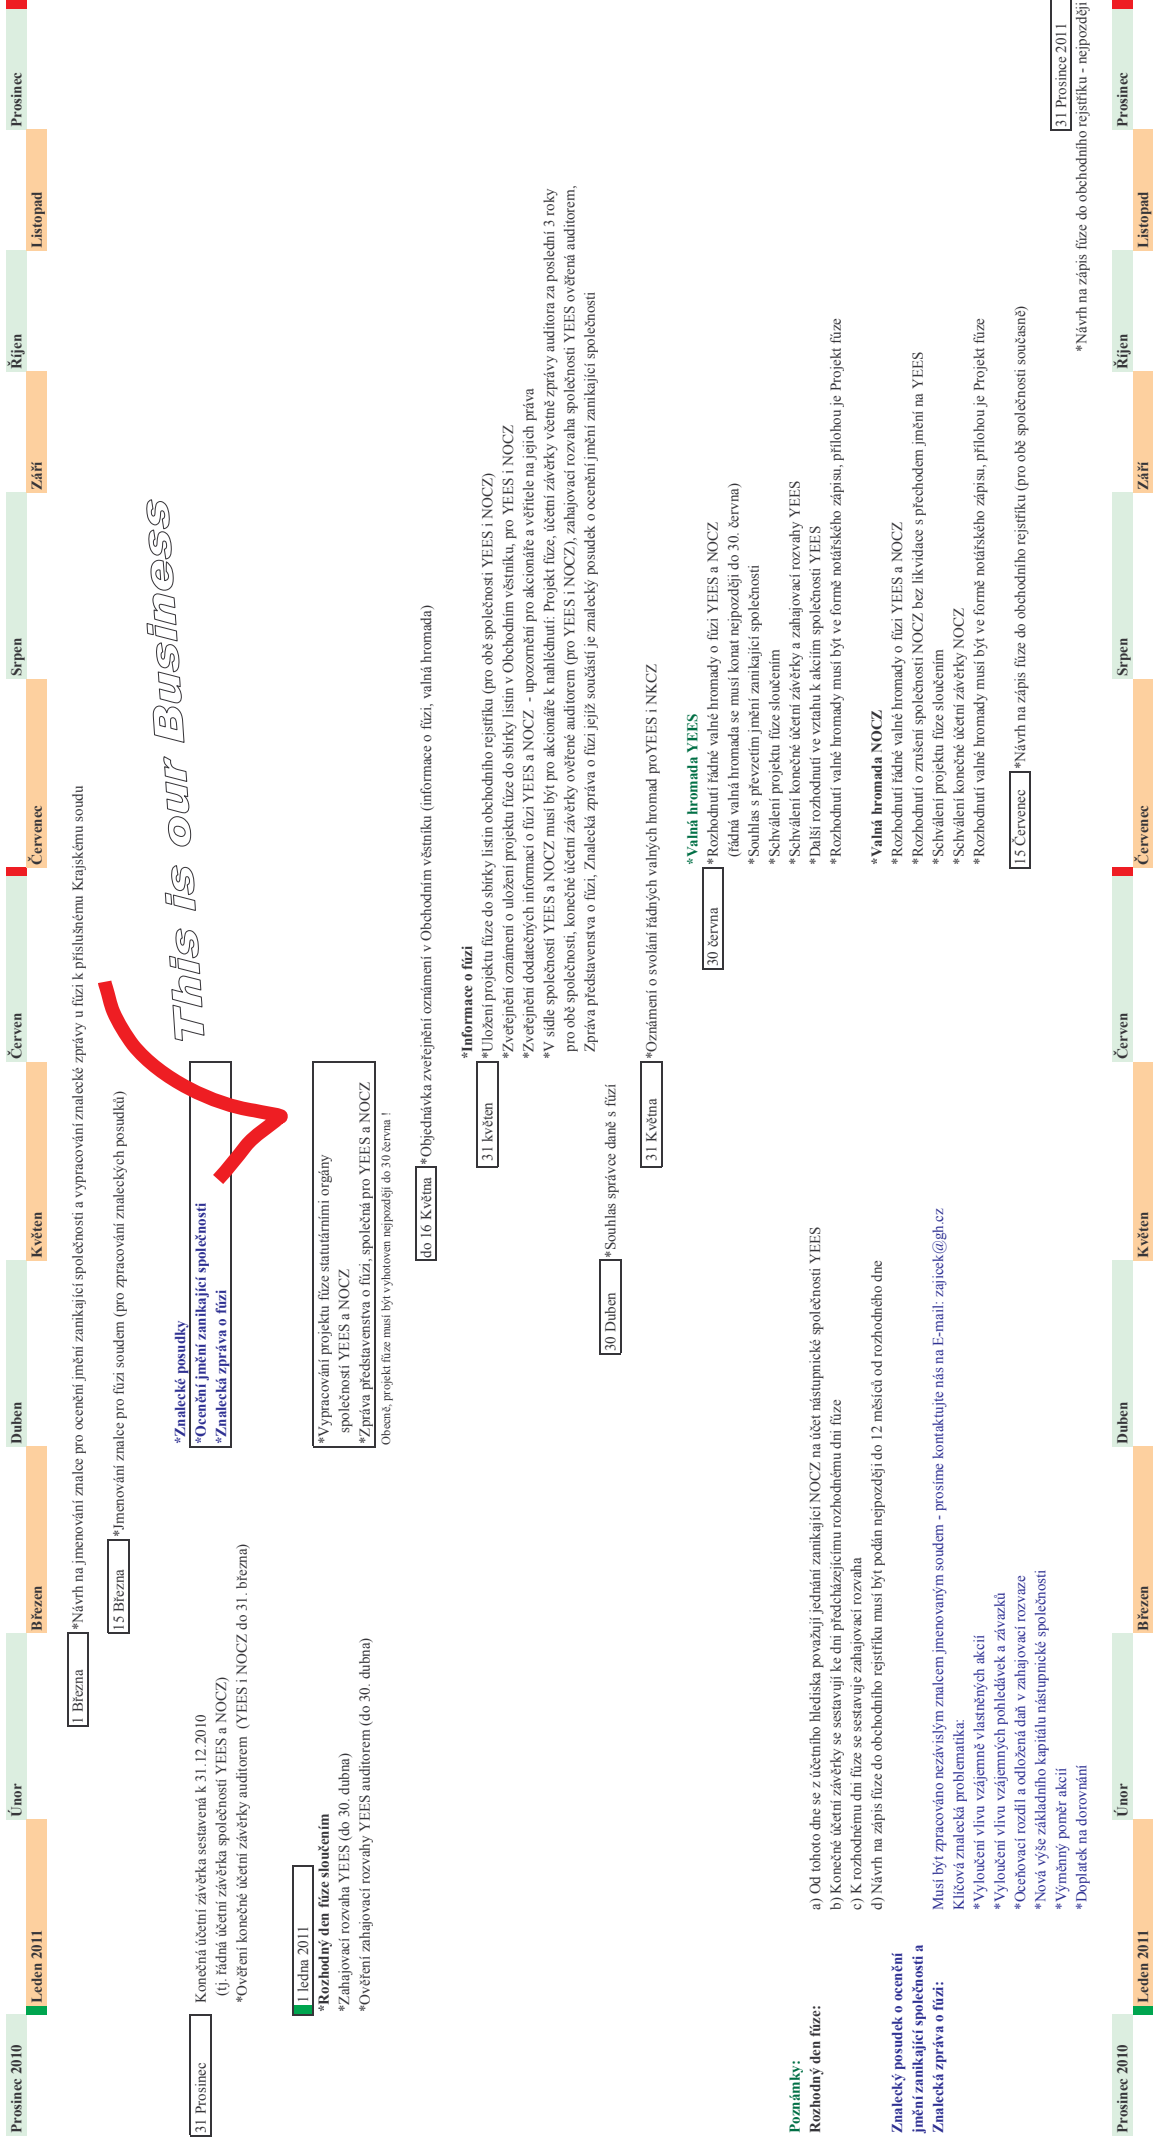 Prosinec 2010 Leden 2011 Únor Březen Duben Květen Červen Červenec Srpen Září Říjen Listopad Prosinec
1 Března *Návrh na jmenování znalce pro ocenění jmění zanikající společnosti a vypracování znalecké zprávy u fúzi k příslušnému Krajskému soudu
15 Března *Jmenování znalce pro fúzi soudem (pro zpracování znaleckých posudků)
This is our Business
*Znalecké posudky
31 Prosinec Konečná účetní závěrka sestavená k 31.12.2010 *Ocenění jmění zanikající společnosti
(tj. řádná účetní závěrka společností YEES a NOCZ) *Znalecká zpráva o fúzi
*Ověření konečné účetní závěrky auditorem (YEES i NOCZ do 31. března)
1 ledna 2011
*Rozhodný den fúze sloučením *Vypracování projektu fúze statutárními orgány
*Zahajovací rozvaha YEES (do 30. dubna) společností YEES a NOCZ
*Ověření zahajovací rozvahy YEES auditorem (do 30. dubna) *Zpráva představenstva o fúzi, společná pro YEES a NOCZ
Obecně, projekt fúze musí být vyhotoven nejpozději do 30 června !
do 16 Května *Objednávka zveřejnění oznámení v Obchodním věstníku (informace o fúzi, valná hromada)
*Informace o fúzi
31 květen *Uložení projektu fúze do sbírky listin obchodního rejstříku (pro obě společnosti YEES i NOCZ)
*Zveřejnění oznámení o uložení projektu fúze do sbírky listin v Obchodním věstníku, pro YEES i NOCZ
*Zveřejnění dodatečných informací o fúzi YEES a NOCZ - upozornění pro akcionáře a věřitele na jejich práva
*V sídle společností YEES a NOCZ musí být pro akcionáře k nahlédnutí: Projekt fúze, účetní závěrky včetně zprávy auditora za poslední 3 roky
pro obě společnosti, konečné účetní závěrky ověřené auditorem (pro YEES i NOCZ), zahajovací rozvaha společnosti YEES ověřená auditorem,
Zpráva představenstva o fúzi, Znalecká zpráva o fúzi jejíž součástí je znalecký posudek o ocenění jmění zanikající společnosti
30 Duben *Souhlas správce daně s fúzí
31 Května *Oznámení o svolání řádných valných hromad proYEES i NKCZ
*Valná hromada YEES
30 června *Rozhodnutí řádné valné hromady o fúzi YEES a NOCZ
(řádná valná hromada se musí konat nejpozději do 30. června)
*Souhlas s převzetím jmění zanikající společnosti
*Schválení projektu fúze sloučením
*Schválení konečné účetní závěrky a zahajovací rozvahy YEES
*Další rozhodnutí ve vztahu k akciím společnosti YEES
*Rozhodnutí valné hromady musí být ve formě notářského zápisu, přílohou je Projekt fúze
*Valná hromada NOCZ
*Rozhodnutí řádné valné hromady o fúzi YEES a NOCZ
*Rozhodnutí o zrušení společnosti NOCZ bez likvidace s přechodem jmění na YEES
*Schválení projektu fúze sloučením
*Schválení konečné účetní závěrky NOCZ
*Rozhodnutí valné hromady musí být ve formě notářského zápisu, přílohou je Projekt fúze
15 Červenec *Návrh na zápis fúze do obchodního rejstříku (pro obě společnosti současně)
31 Prosince 2011
*Návrh na zápis fúze do obchodního rejstříku - nejpozději
Poznámky:
Rozhodný den fúze: a) Od tohoto dne se z účetního hlediska považují jednání zanikající NOCZ na účet nástupnické společnosti YEES
b) Konečné účetní závěrky se sestavují ke dni předcházejícímu rozhodnému dni fúze
c) K rozhodnému dni fúze se sestavuje zahajovací rozvaha
d) Návrh na zápis fúze do obchodního rejstříku musí být podán nejpozději do 12 měsíců od rozhodného dne
Znalecký posudek o ocenění
jmění zanikající společnosti a
Znalecká zpráva o fúzi: Musí být zpracováno nezávislým znalcem jmenovaným soudem - prosíme kontaktujte nás na E-mail: zajicek@gh.cz
Klíčová znalecká problematika:
*Vyloučení vlivu vzájemně vlastněných akcií
*Vyloučení vlivu vzájemných pohledávek a závazků
*Oceňovací rozdíl a odložená daň v zahajovací rozvaze
*Nová výše základního kapitálu nástupnické společnosti
*Výměnný poměr akcií
*Doplatek na dorovnání
Prosinec 2010 Leden 2011 Únor Březen Duben Květen Červen Červenec Srpen Září Říjen Listopad Prosinec